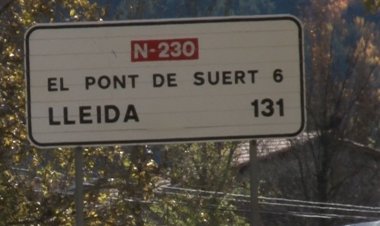 N-230
EL PONT DE SUERT 6
LLEIDA 131